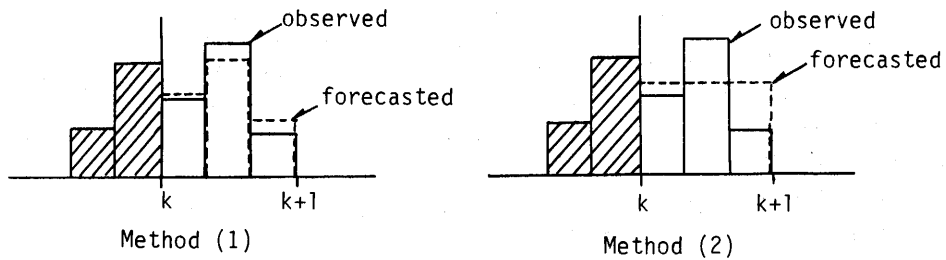 observed
forecasted
k
k+1
Method (1)
observed
forecasted
k
k+1
Method (2)